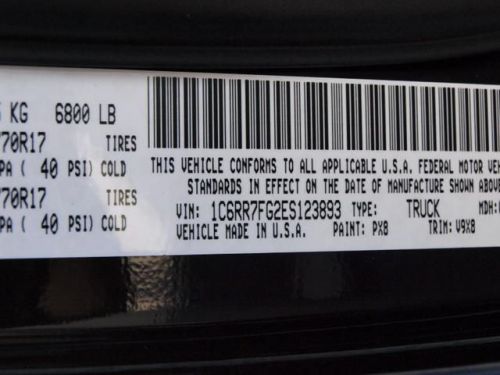 KG 6800 LB
70R17 TIRES
PA ( 40 PSI) COLD
70R17 TIRES
PA ( 40 PSI) COLD
THIS VEHICLE CONFORMS TO ALL APPLICABLE U.S.A. FEDERAL MOTOR
STANDARDS IN EFFECT ON THE DATE OF MANUFACTURE SHOWN ABOVE
VIN: 1C6RR7FG2ES123893 TYPE: TRUCK MDH:
VEHICLE MADE IN U.S.A. PAINT: PX8 TRIM: V9X8